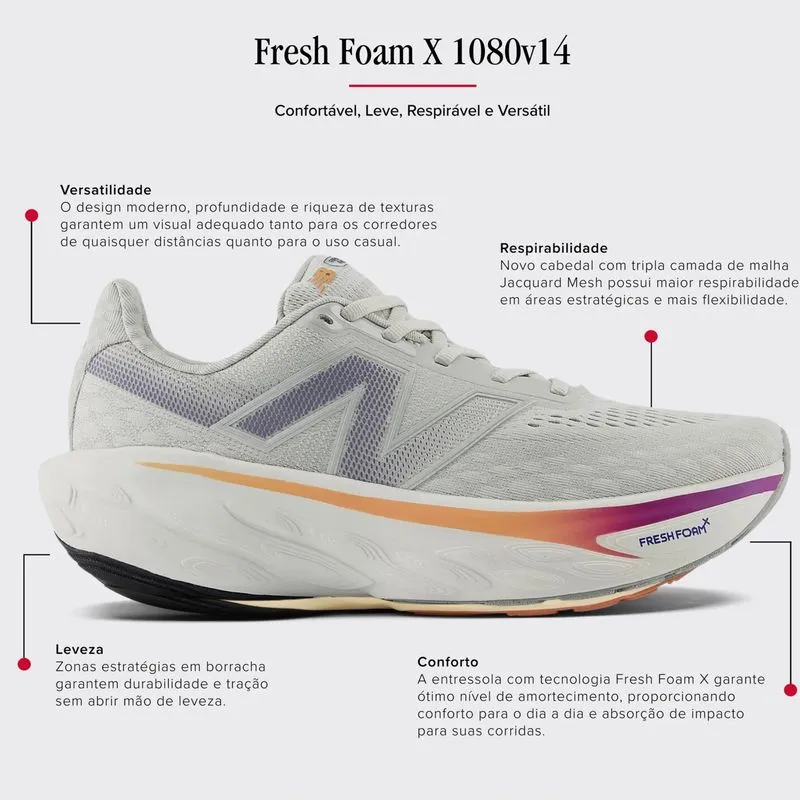 Fresh Foam X 1080v14
Confortável, Leve, Respirável e Versátil
Versatilidade
O design moderno, profundidade e riqueza de texturas
garantem um visual adequado tanto para os corredores
de quaisquer distâncias quanto para o uso casual.
Respirabilidade
Novo cabedal com tripla camada de malha
Jacquard Mesh possui maior respirabilidade
em áreas estratégicas e mais flexibilidade.
N
FRESH FOAM X
Leveza
Zonas estratégias em borracha
garantem durabilidade e tração
sem abrir mão de leveza.
Conforto
A entressola com tecnologia Fresh Foam X garante
ótimo nível de amortecimento, proporcionando
conforto para o dia a dia e absorção de impacto
para suas corridas.